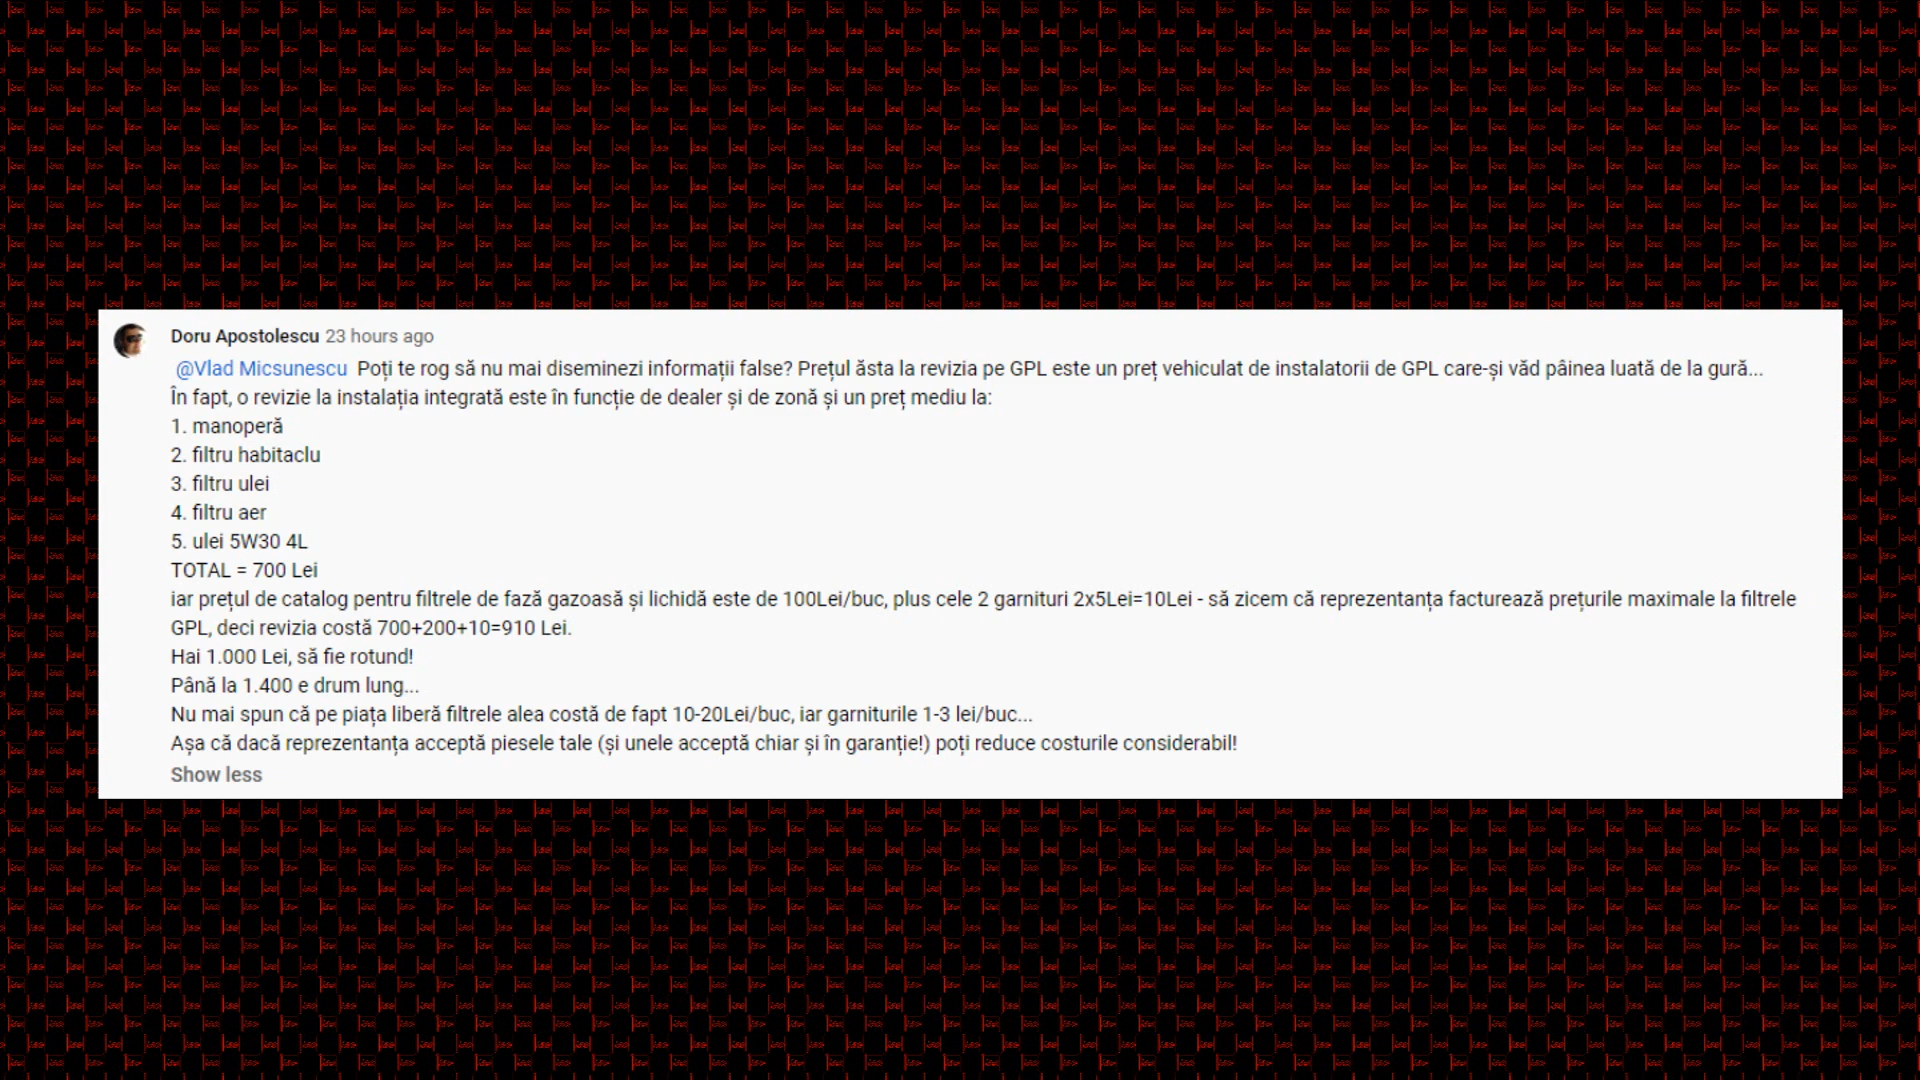 Doru Apostolescu 23 hours ago
@Vlad Micsunescu Poți te rog să nu mai diseminezi informații false? Prețul ăsta la revizia pe GPL este un preț vehiculat de instalatorii de GPL care-și văd pâinea luată de la gură...
În fapt, o revizie la instalația integrată este în funcție de dealer și de zonă și un preț mediu la:
1. manoperă
2. filtru habitaclu
3. filtru ulei
4. filtru aer
5. ulei 5W30 4L
TOTAL = 700 Lei
iar prețul de catalog pentru filtrele de fază gazoasă și lichidă este de 100Lei/buc, plus cele 2 garnituri 2x5Lei=10Lei - să zicem că reprezentanța facturează prețurile maximale la filtrele
GPL, deci revizia costă 700+200+10=910 Lei.
Hai 1.000 Lei, să fie rotund!
Până la 1.400 e drum lung...
Nu mai spun că pe piața liberă filtrele alea costă de fapt 10-20Lei/buc, iar garniturile 1-3 lei/buc...
Așa că dacă reprezentanța acceptă piesele tale (și unele acceptă chiar și în garanție!) poți reduce costurile considerabil!
Show less